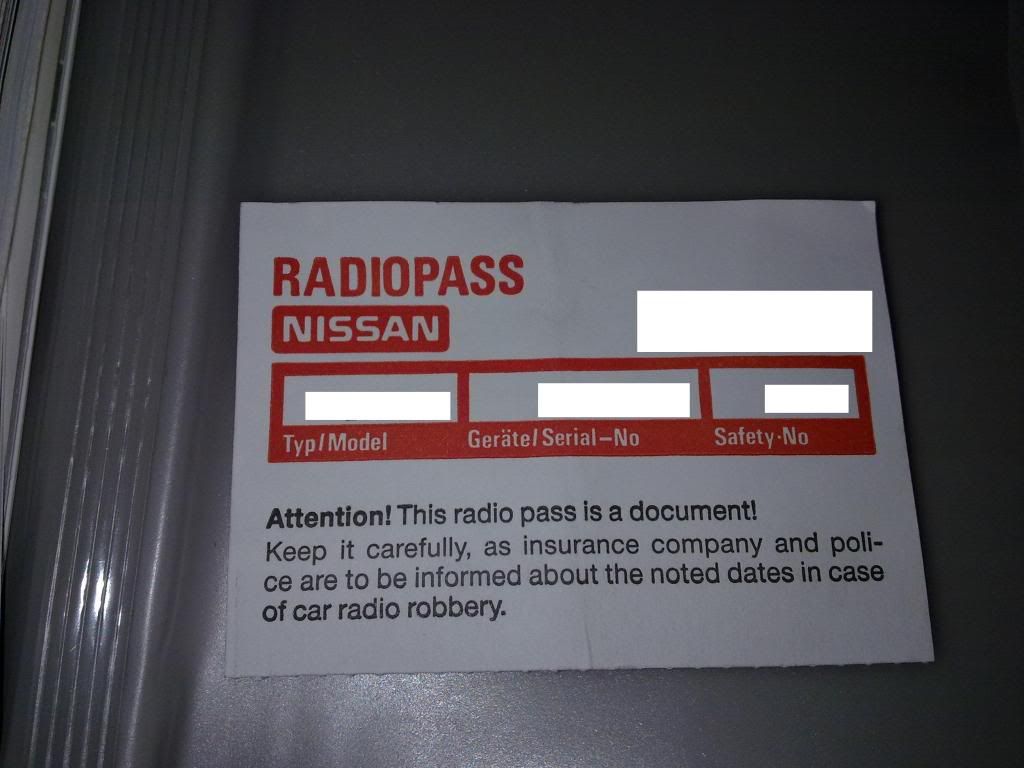 RADIOPASS
NISSAN
Typ/Model Geräte/Serial-No Safety-No
Attention! This radio pass is a document!
Keep it carefully, as insurance company and poli-
ce are to be informed about the noted dates in case
of car radio robbery.